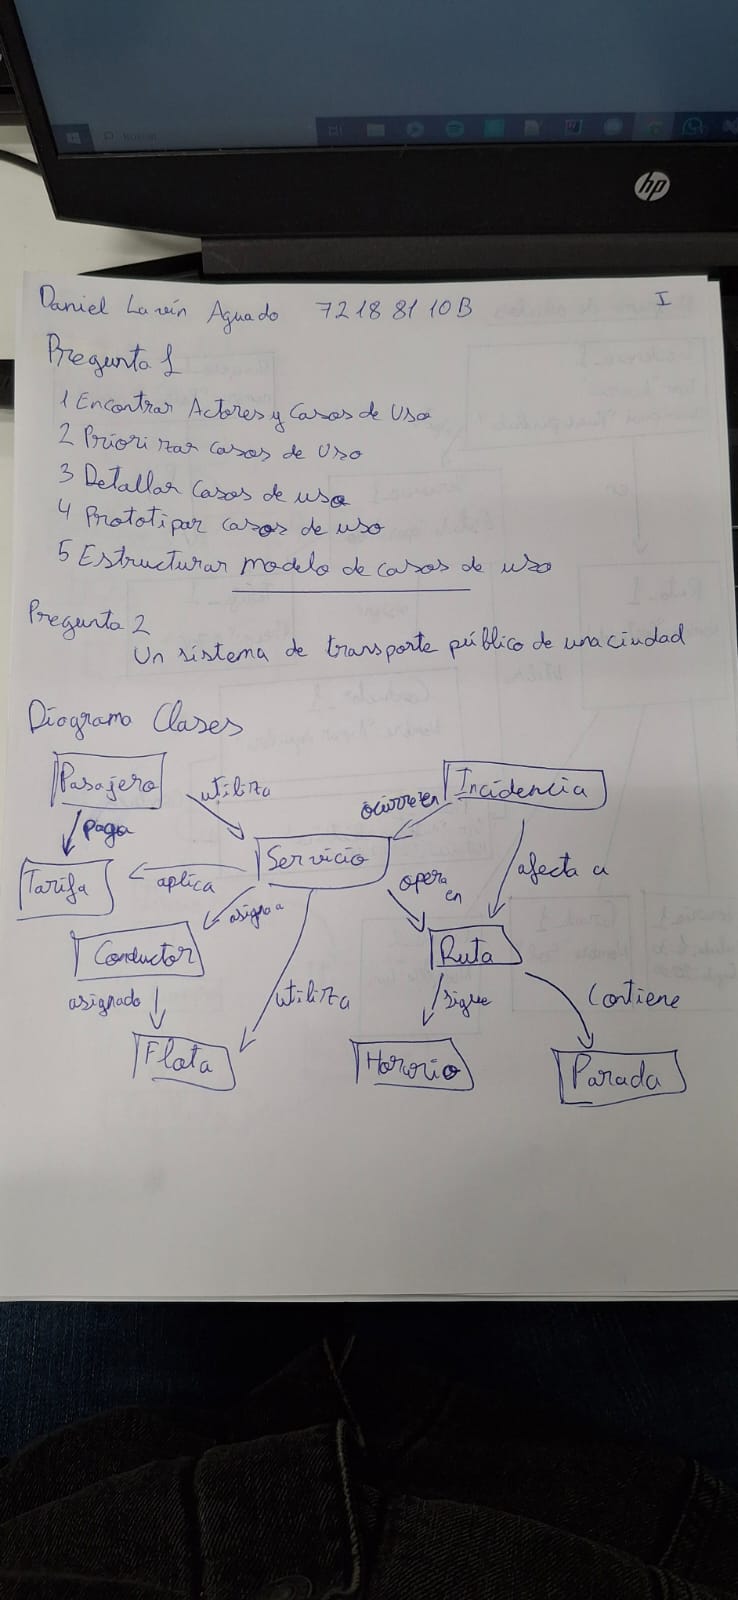 hp
Daniel Lavín Aguado 72188110B I
Pregunta 1
1 Encontrar Actores y Casos de Uso
2 Priorizar casos de Uso
3 Detallar casos de uso
4 Prototipar casos de uso
5 Estructurar modelo de casos de uso
Pregunta 2
Un sistema de transporte público de una ciudad
Diagrama Clases
Pasajero
utiliza
Incidencia
ocurre en
paga
Servicio
afecta a
Tarifa
aplica
opera en
asigna a
Conductor
Ruta
asignado
utiliza
sigue
Contiene
Flota
Horario
Parada